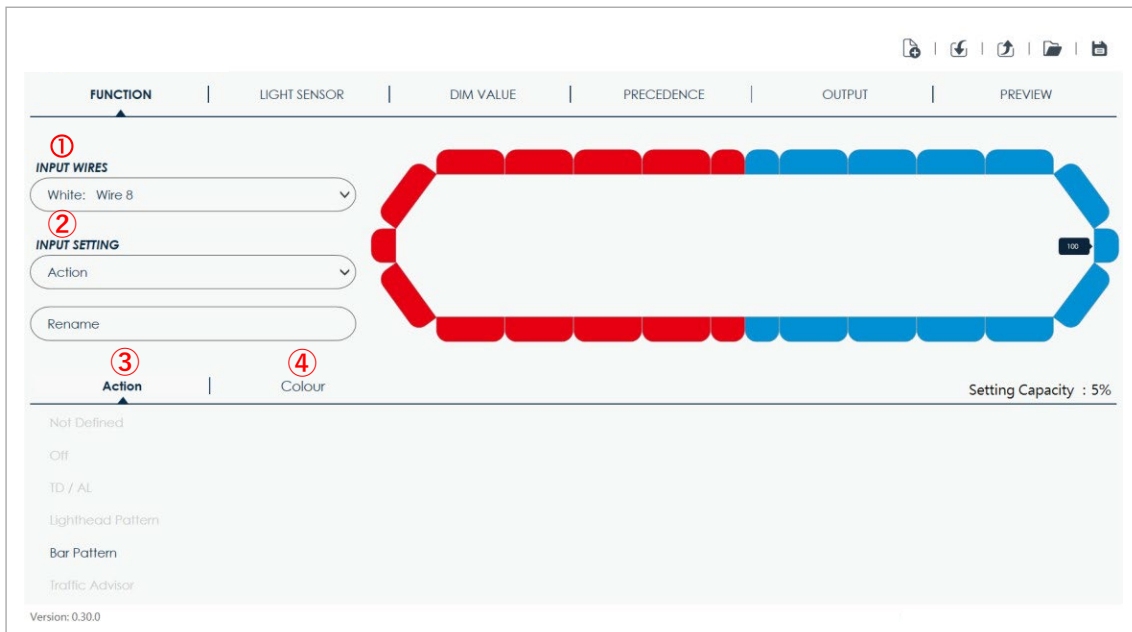 FUNCTION | LIGHT SENSOR | DIM VALUE | PRECEDENCE | OUTPUT | PREVIEW
①
INPUT WIRES
White: Wire 8
②
INPUT SETTING
Action
Rename
100
③ ④
Action | Colour
Setting Capacity : 5%
Not Defined
Off
TD / AL
Lighthead Pattern
Bar Pattern
Traffic Advisor
Version: 0.30.0